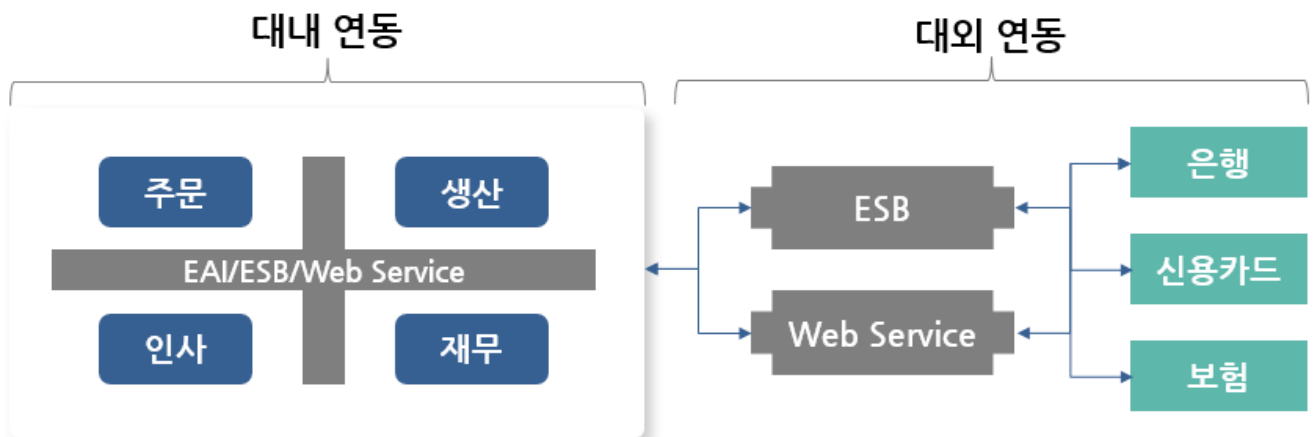 대내 연동
대외 연동
주문
생산
EAI/ESB/Web Service
인사
재무
ESB
Web Service
은행
신용카드
보험